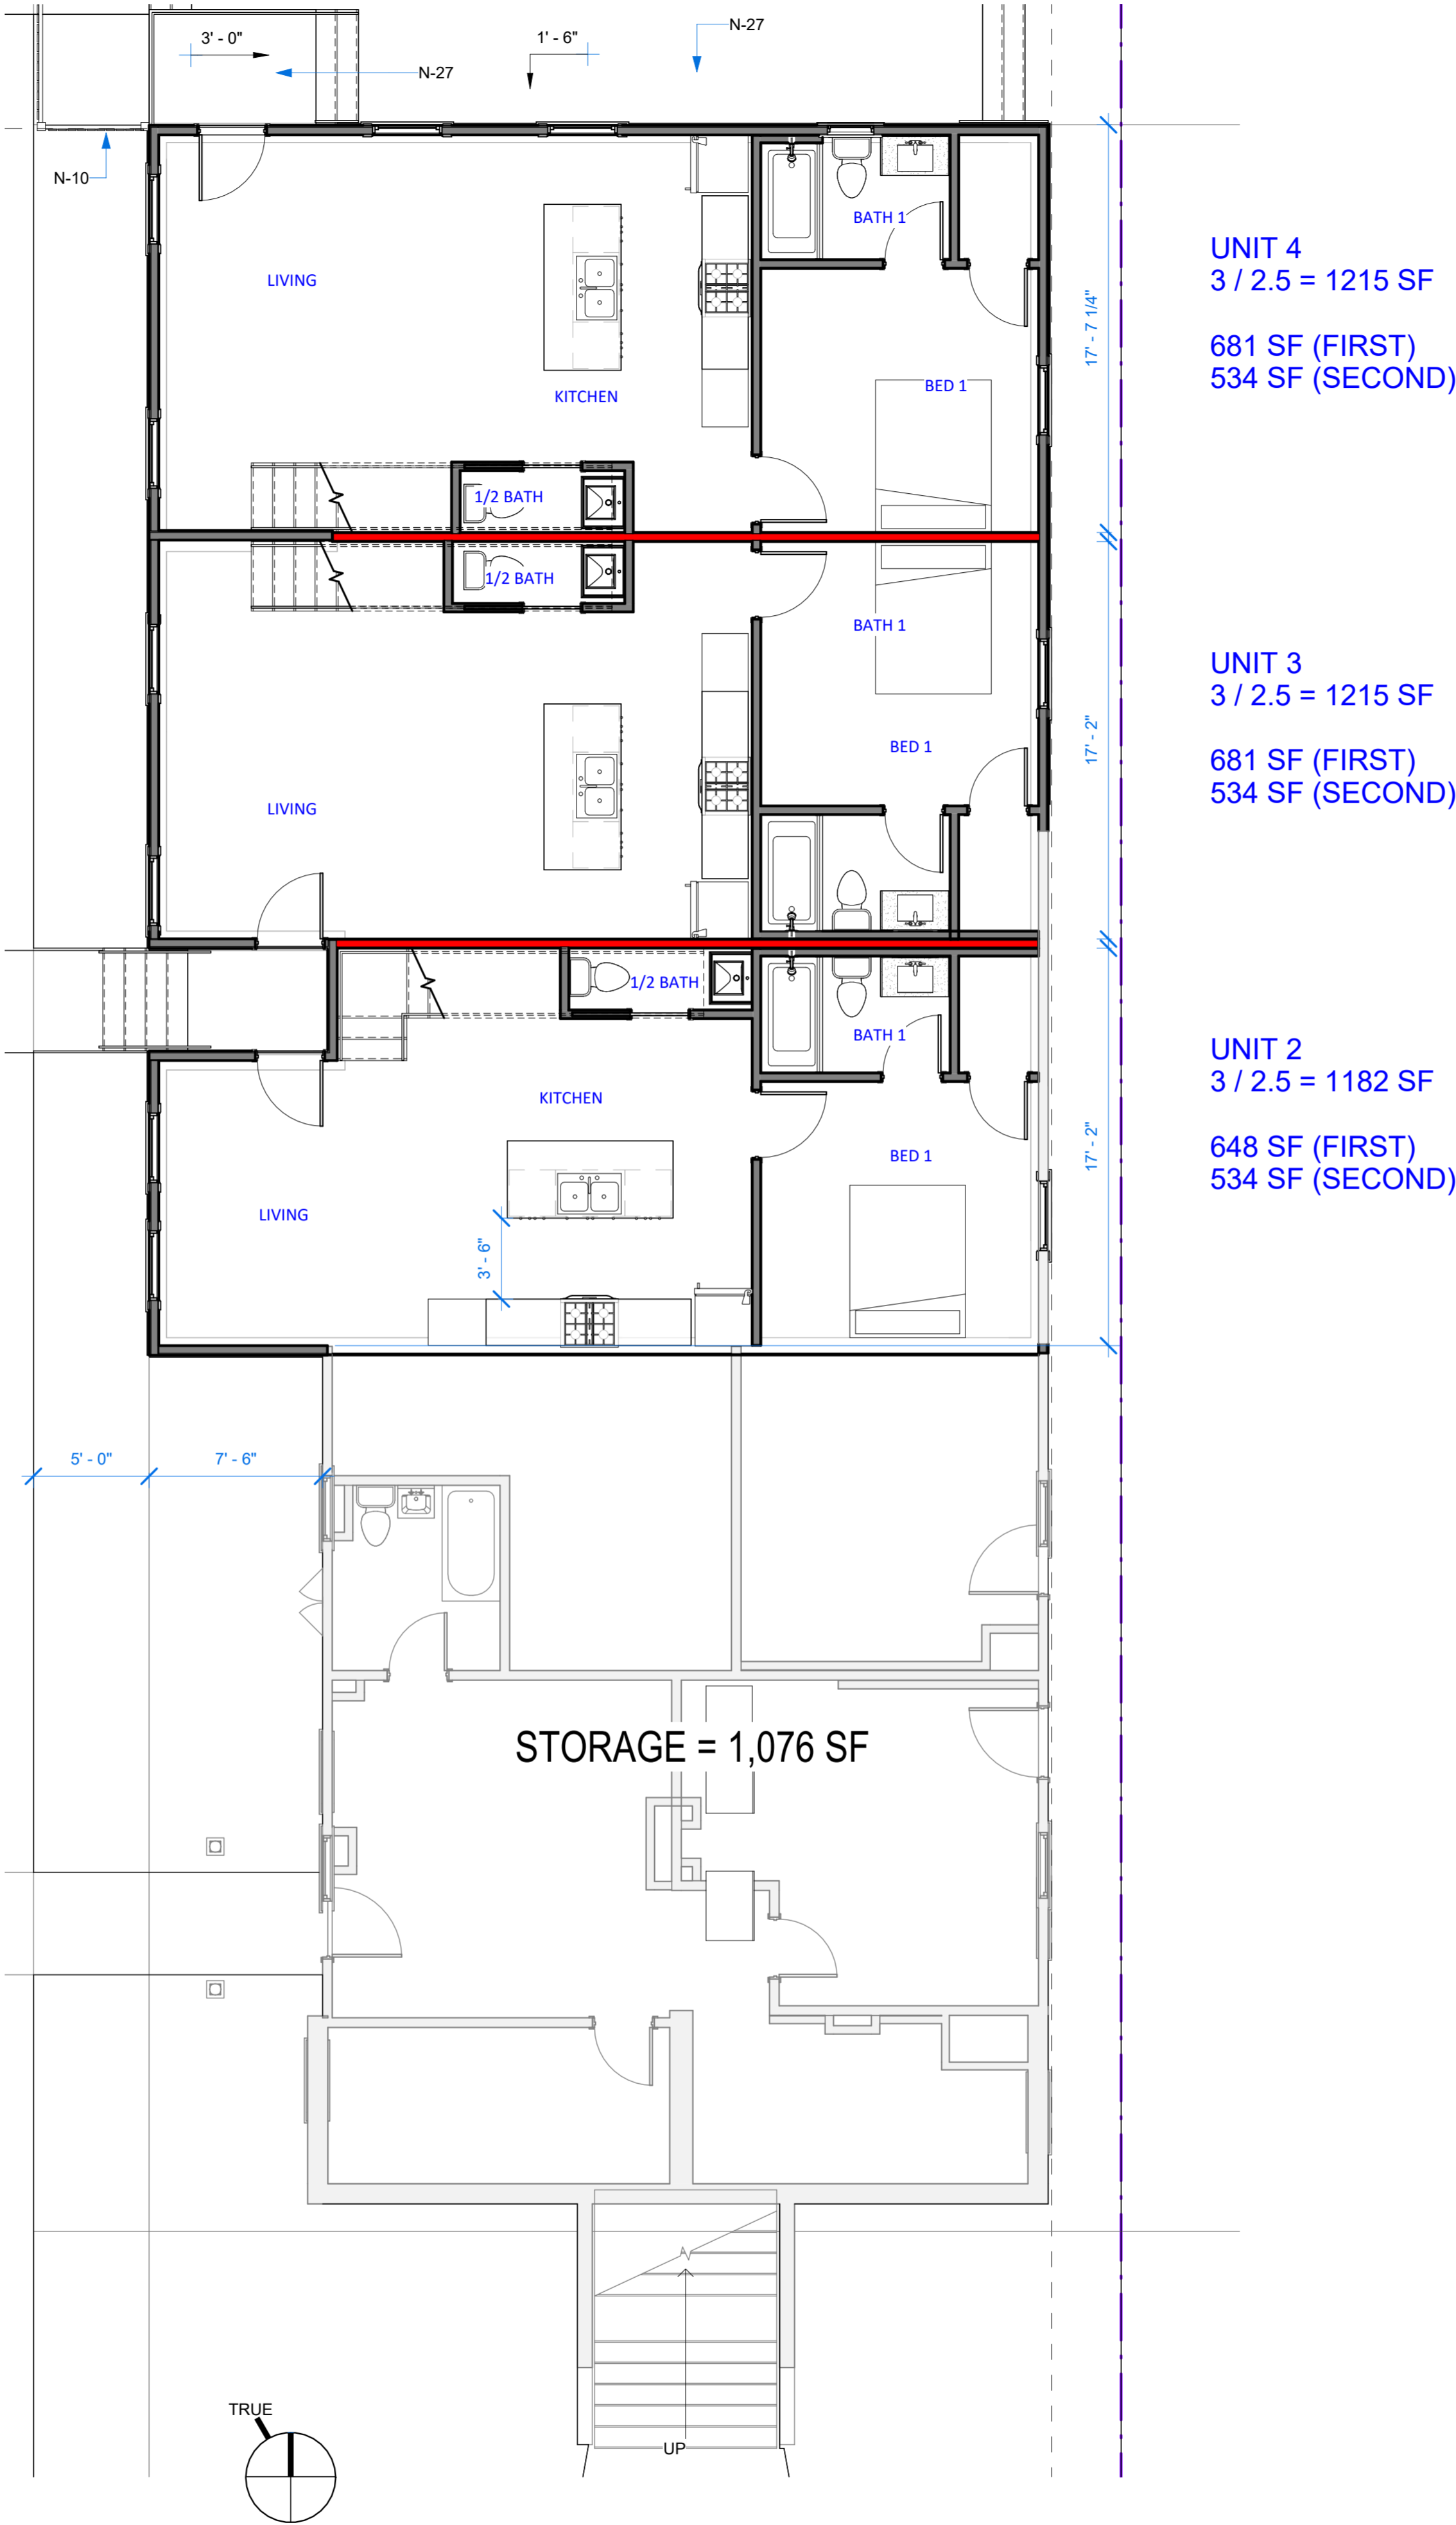 3' - 0"
1' - 6"
N-27
N-27
N-10
BATH 1
LIVING
KITCHEN
BED 1
17' - 7 1/4"
UNIT 4
3 / 2.5 = 1215 SF
681 SF (FIRST)
534 SF (SECOND)
1/2 BATH
1/2 BATH
BATH 1
BED 1
LIVING
17' - 2"
UNIT 3
3 / 2.5 = 1215 SF
681 SF (FIRST)
534 SF (SECOND)
1/2 BATH
BATH 1
KITCHEN
BED 1
LIVING
3' - 6"
17' - 2"
UNIT 2
3 / 2.5 = 1182 SF
648 SF (FIRST)
534 SF (SECOND)
5' - 0"
7' - 6"
STORAGE = 1,076 SF
TRUE
UP